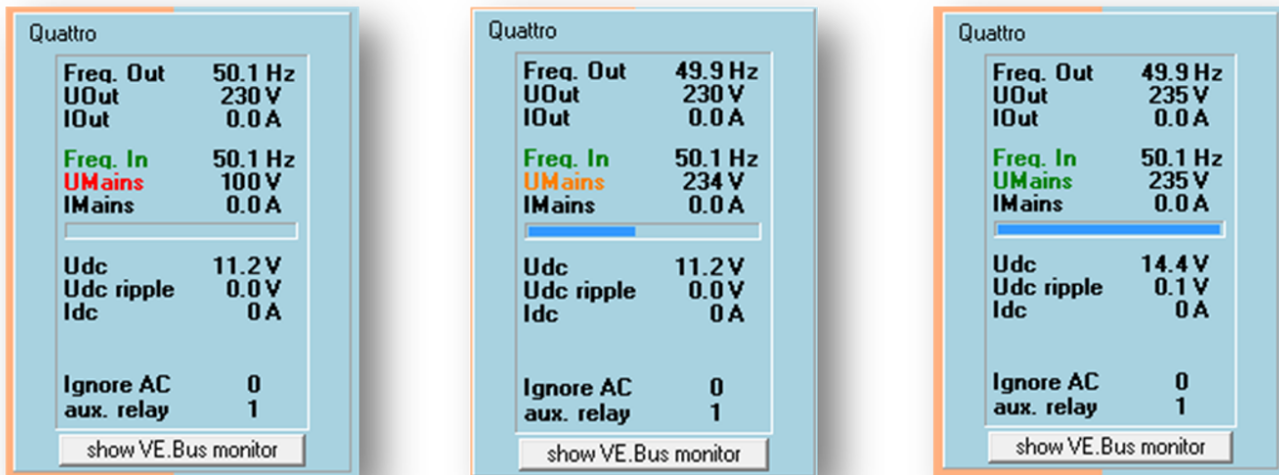 Quattro
Freq. Out 50.1 Hz
UOut 230 V
IOut 0.0 A
Freq. In 50.1 Hz
UMains 100 V
IMains 0.0 A
Udc 11.2 V
Udc ripple 0.0 V
Idc 0 A
Ignore AC 0
aux. relay 1
show VE.Bus monitor
Quattro
Freq. Out 49.9 Hz
UOut 230 V
IOut 0.0 A
Freq. In 50.1 Hz
UMains 234 V
IMains 0.0 A
Udc 11.2 V
Udc ripple 0.0 V
Idc 0 A
Ignore AC 0
aux. relay 1
show VE.Bus monitor
Quattro
Freq. Out 49.9 Hz
UOut 235 V
IOut 0.0 A
Freq. In 50.1 Hz
UMains 235 V
IMains 0.0 A
Udc 14.4 V
Udc ripple 0.1 V
Idc 0 A
Ignore AC 0
aux. relay 1
show VE.Bus monitor